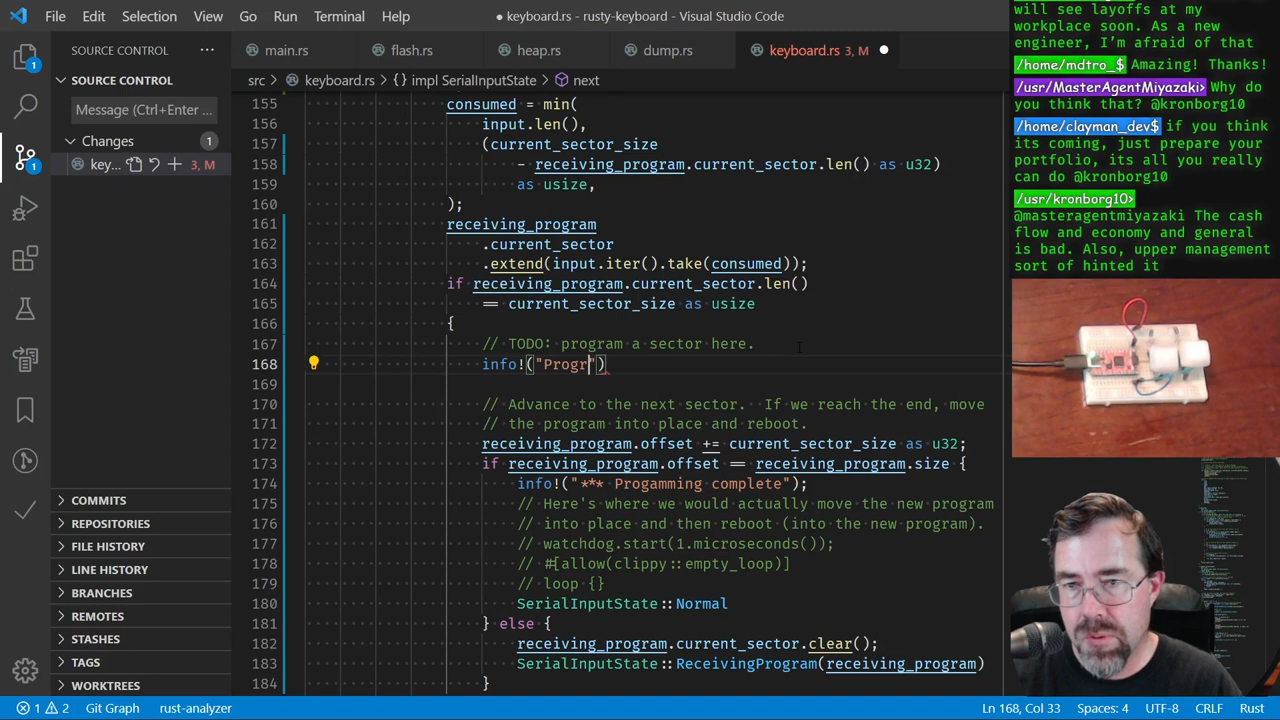 File Edit Selection View Go Run Terminal Help
● keyboard.rs - rusty-keyboard - Visual Studio Code
SOURCE CONTROL ···
main.rs
flash.rs
heap.rs
dump.rs
keyboard.rs 3, M ●
src > keyboard.rs > {} impl SerialInputState > next
SOURCE CONTROL
Message (Ctrl+Enter
Changes 1
key... 3, M
1
1
COMMITS
REPOSITORIES
FILE HISTORY
LINE HISTORY
BRANCHES
REMOTES
STASHES
TAGS
WORKTREES
155 consumed = min(
156 input.len(),
157 (current_sector_size
158 - receiving_program.current_sector.len() as u32)
159 as usize,
160 );
161 receiving_program
162 .current_sector
163 .extend(input.iter().take(consumed));
164 if receiving_program.current_sector.len()
165 == current_sector_size as usize
166 {
167 // TODO: program a sector here.
168 info!("Progr")
169
170 // Advance to the next sector. If we reach the end, move
171 // the program into place and reboot.
172 receiving_program.offset += current_sector_size as u32;
173 if receiving_program.offset == receiving_program.size {
174 info!("*** Progamming complete");
175 // Here's where we would actually move the new program
176 // into place and then reboot (into the new program).
177 // watchdog.start(1.microseconds());
178 // #[allow(clippy::empty_loop)]
179 // loop {}
180 SerialInputState::Normal
181 } else {
182 receiving_program.current_sector.clear();
183 SerialInputState::ReceivingProgram(receiving_program)
184 }
1 2 Git Graph rust-analyzer
Ln 168, Col 33 Spaces: 4 UTF-8 CRLF Rust
will see layoffs at my
workplace soon. As a new
engineer, I'm afraid of that
/home/mdtro_$ Amazing! Thanks!
/usr/MasterAgentMiyazaki> Why do
you think that? @kronborg10
/home/clayman_dev$ if you think
its coming, just prepare your
portfolio, its all you really
can do @kronborg10
/usr/kronborg10>
@masteragentmiyazaki The cash
flow and economy and general
is bad. Also, upper management
sort of hinted it